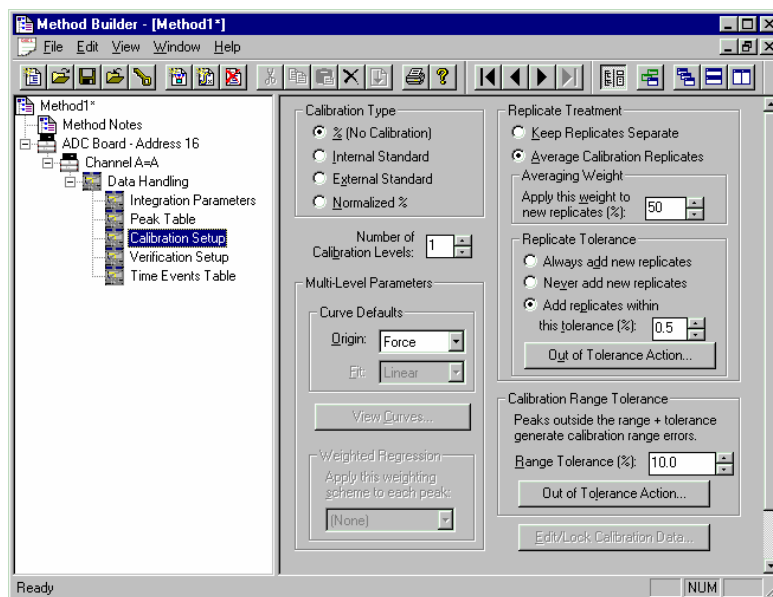 Method Builder - [Method1*]
File Edit View Window Help
Method1*
Method Notes
ADC Board - Address 16
Channel A=A
Data Handling
Integration Parameters
Peak Table
Calibration Setup
Verification Setup
Time Events Table
Calibration Type
% (No Calibration)
Internal Standard
External Standard
Normalized %
Number of
Calibration Levels: 1
Multi-Level Parameters
Curve Defaults
Origin: Force
Fit: Linear
View Curves...
Weighted Regression
Apply this weighting
scheme to each peak:
(None)
Replicate Treatment
Keep Replicates Separate
Average Calibration Replicates
Averaging Weight
Apply this weight to
new replicates (%): 50
Replicate Tolerance
Always add new replicates
Never add new replicates
Add replicates within
this tolerance (%): 0.5
Out of Tolerance Action...
Calibration Range Tolerance
Peaks outside the range + tolerance
generate calibration range errors.
Range Tolerance (%): 10.0
Out of Tolerance Action...
Edit/Lock Calibration Data...
Ready
NUM